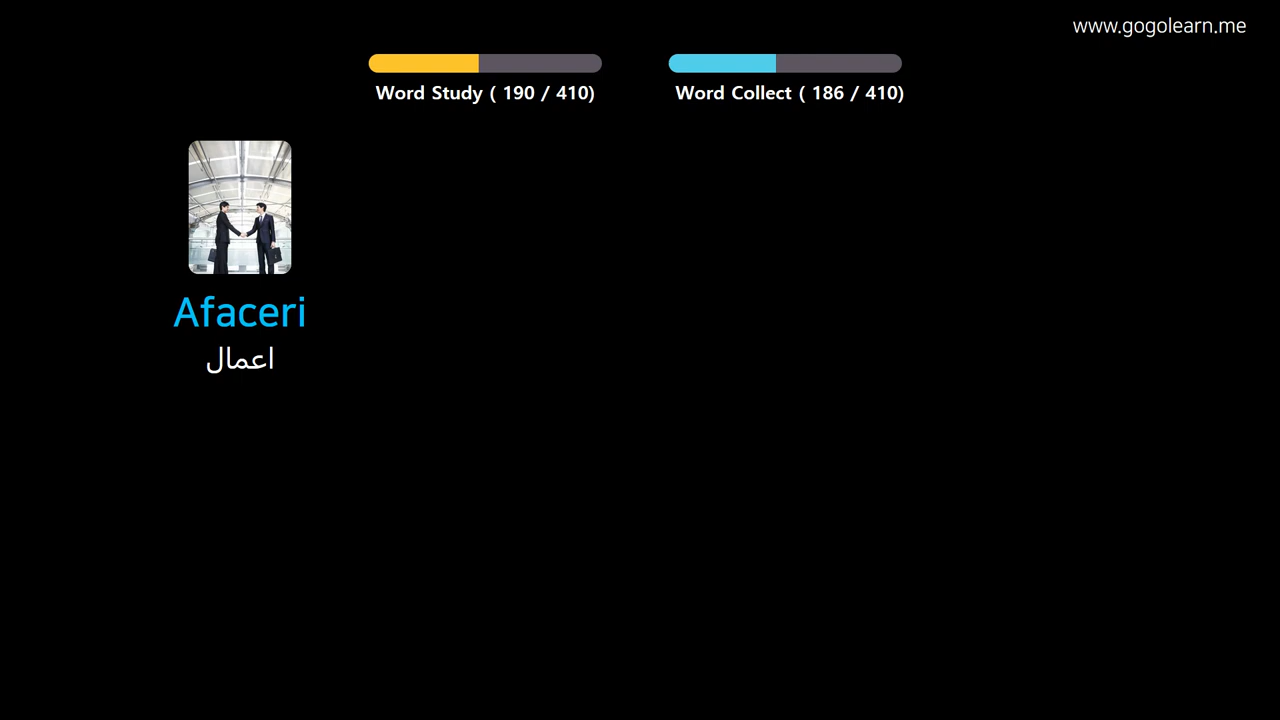 www.gogolearn.me
Word Study ( 190 / 410)
Word Collect ( 186 / 410)
Afaceri
اعمال